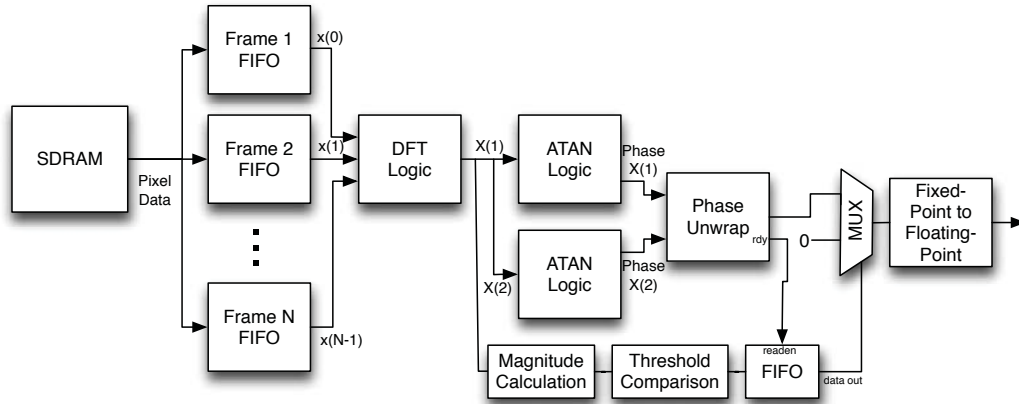 SDRAM
Pixel
Data
Frame 1
FIFO
x(0)
Frame 2
FIFO
x(1)
Frame N
FIFO
x(N-1)
DFT
Logic
X(1)
X(2)
ATAN
Logic
Phase
X(1)
ATAN
Logic
Phase
X(2)
Phase
Unwrap
rdy
0
MUX
Fixed-
Point to
Floating-
Point
Magnitude
Calculation
Threshold
Comparison
readen
FIFO
data out